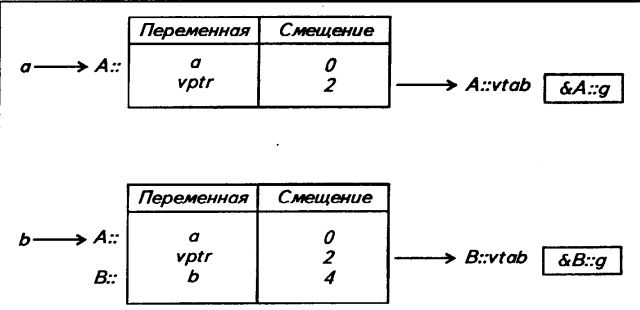 Переменная Смещение
a → A:: a 0
vptr 2 → A::vtab &A::g
Переменная Смещение
b → A:: a 0
vptr 2 → B::vtab &B::g
B:: b 4